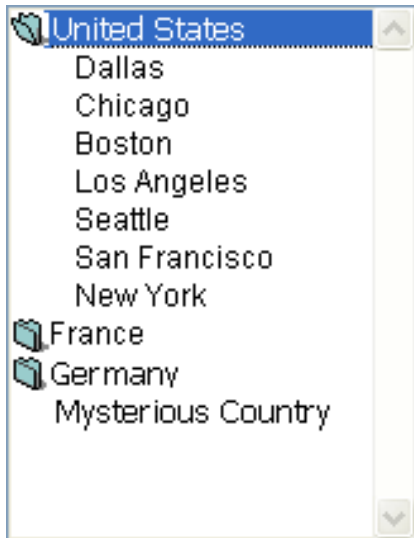 United States
Dallas
Chicago
Boston
Los Angeles
Seattle
San Francisco
New York
France
Germany
Mysterious Country